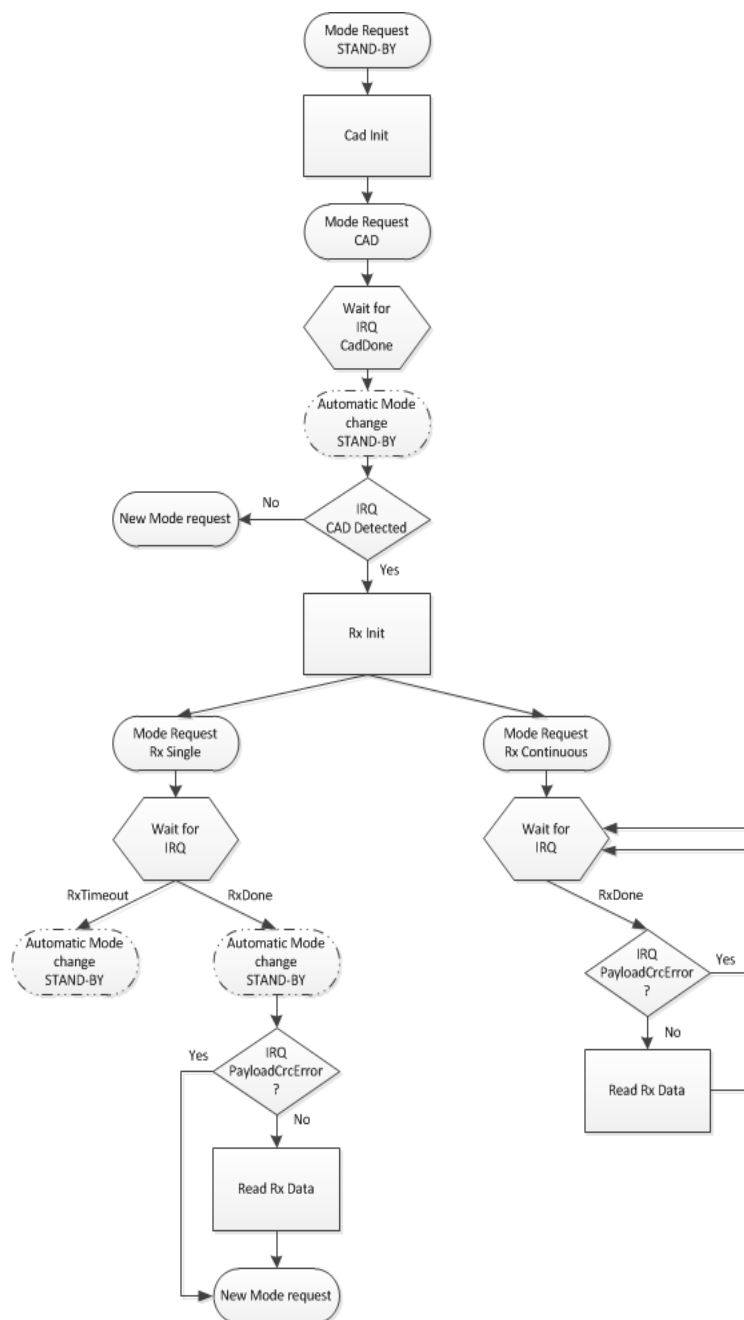 Mode Request
STAND-BY
Cad Init
Mode Request
CAD
Wait for
IRQ
CadDone
Automatic Mode
change
STAND-BY
IRQ
CAD Detected
No
New Mode request
Yes
Rx Init
Mode Request
Rx Single
Mode Request
Rx Continuous
Wait for
IRQ
Wait for
IRQ
RxTimeout
RxDone
RxDone
Automatic Mode
change
STAND-BY
Automatic Mode
change
STAND-BY
IRQ
PayloadCrcError
?
Yes
No
Yes
IRQ
PayloadCrcError
?
No
Read Rx Data
Read Rx Data
New Mode request